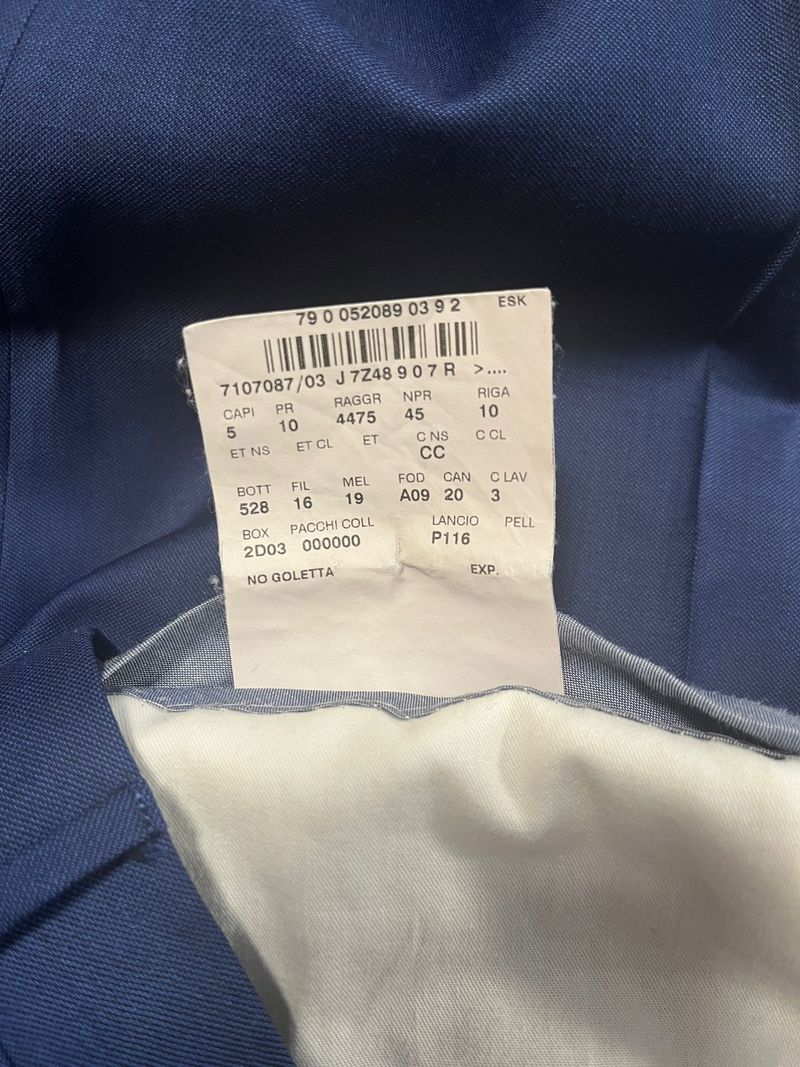 79 0 052089 0 3 9 2 ESK
7107087/03 J 7Z48 9 0 7 R >....
CAPI PR RAGGR NPR RIGA
5 10 4475 45 10
ET NS ET CL ET C NS C CL
CC
BOTT FIL MEL FOD CAN C LAV
528 16 19 A09 20 3
BOX PACCHI COLL LANCIO PELL
2D03 000000 P116
NO GOLETTA EXP.